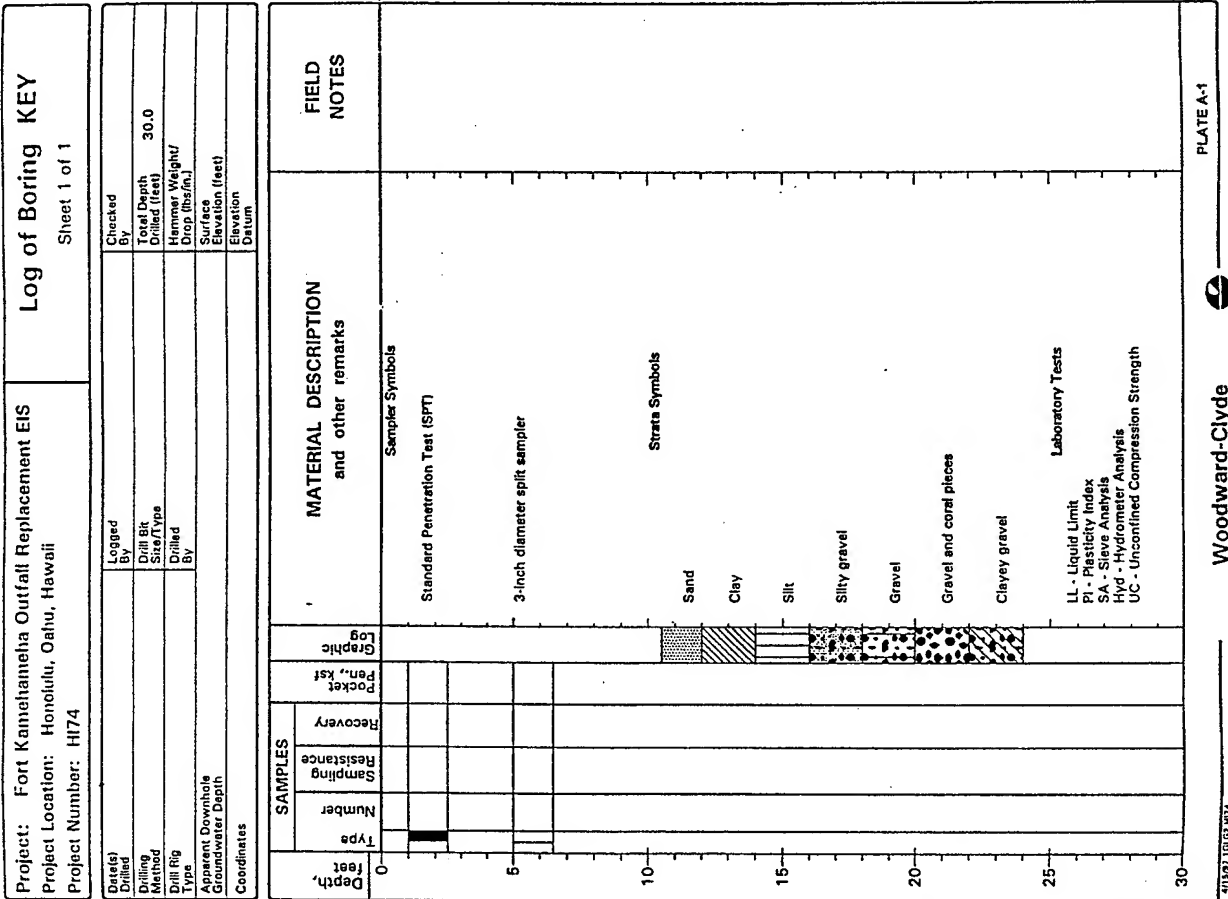 Project: Fort Kamehameha Outfall Replacement EIS
Project Location: Honolulu, Oahu, Hawaii
Project Number: HI74
Log of Boring KEY
Sheet 1 of 1
Date(s) Drilled
Logged By
Checked By
Drilling Method
Drill Bit Size/Type
Total Depth Drilled (feet) 30.0
Drill Rig Type
Drilled By
Hammer Weight/ Drop (lbs/in.)
Apparent Downhole Groundwater Depth
Surface Elevation (feet)
Coordinates
Elevation Datum
Depth, feet
SAMPLES
Type
Number
Sampling Resistance
Recovery
Pocket Pen., ksf
Graphic Log
MATERIAL DESCRIPTION
and other remarks
FIELD NOTES
0
Sampler Symbols
Standard Penetration Test (SPT)
5
3-inch diameter split sampler
10
Strata Symbols
Sand
Clay
15
Silt
Silty gravel
Gravel
20
Gravel and coral pieces
Clayey gravel
25
Laboratory Tests
LL - Liquid Limit
PI - Plasticity Index
SA - Sieve Analysis
Hyd - Hydrometer Analysis
UC - Unconfined Compression Strength
30
Woodward-Clyde
PLATE A-1